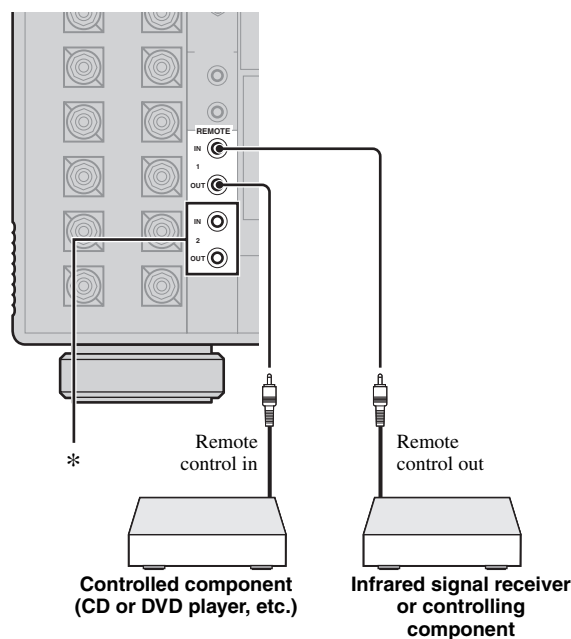 REMOTE
IN
1
OUT
IN
2
OUT
*
Remote
control in
Remote
control out
Controlled component
(CD or DVD player, etc.)
Infrared signal receiver
or controlling
component